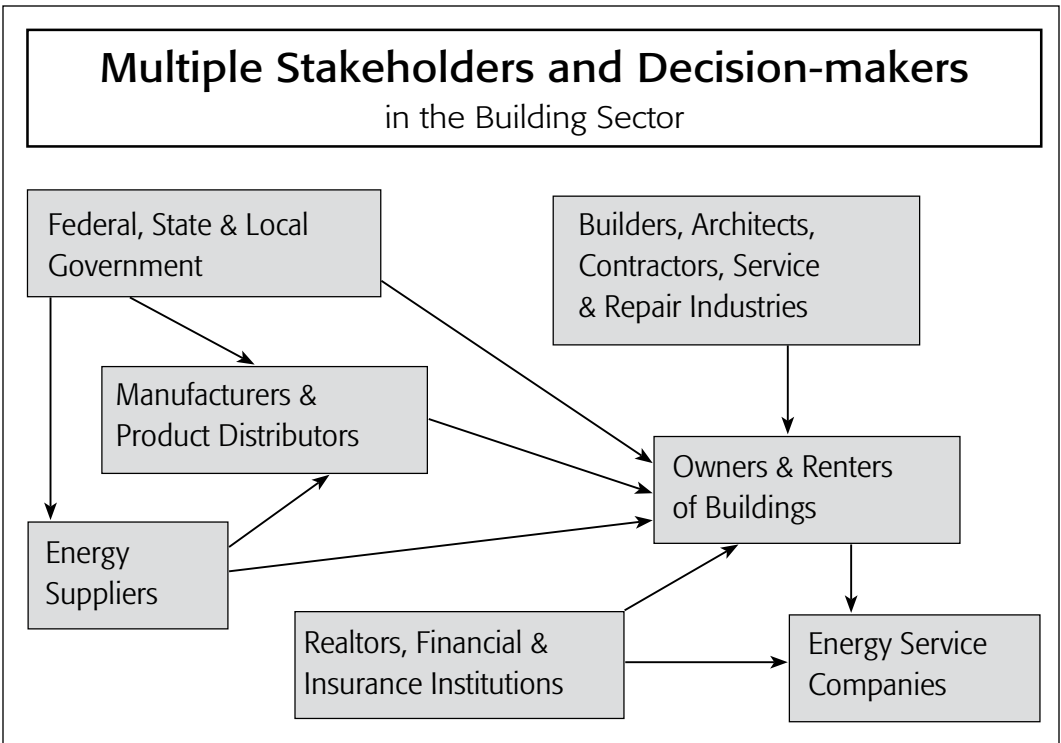 Multiple Stakeholders and Decision-makers
in the Building Sector
Federal, State & Local
Government
Builders, Architects,
Contractors, Service
& Repair Industries
Manufacturers &
Product Distributors
Owners & Renters
of Buildings
Energy
Suppliers
Realtors, Financial &
Insurance Institutions
Energy Service
Companies